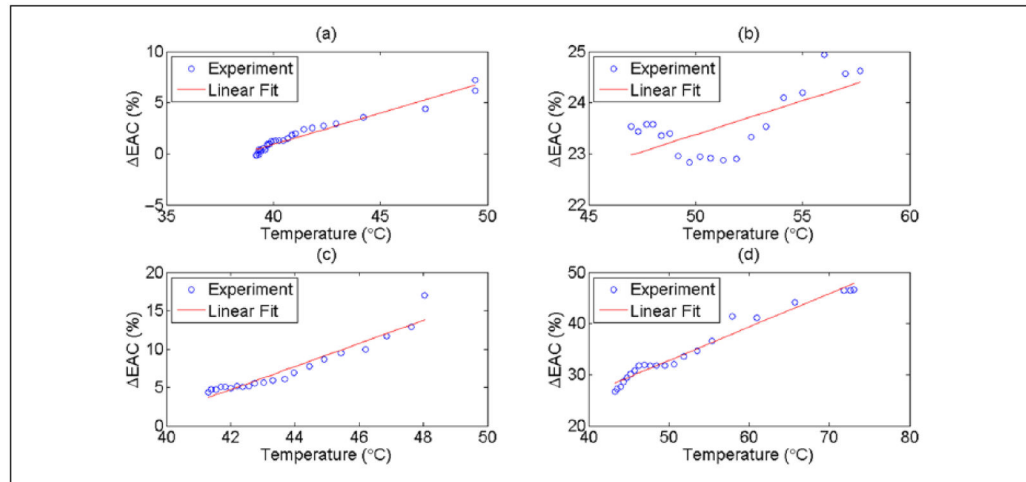 (a)
10
5
0
−5
ΔEAC (%)
Experiment
Linear Fit
35
40
45
50
Temperature (°C)
(b)
25
24
23
22
ΔEAC (%)
Experiment
Linear Fit
45
50
55
60
Temperature (°C)
(c)
20
15
10
5
0
ΔEAC (%)
Experiment
Linear Fit
40
42
44
46
48
50
Temperature (°C)
(d)
50
40
30
20
ΔEAC (%)
Experiment
Linear Fit
40
50
60
70
80
Temperature (°C)